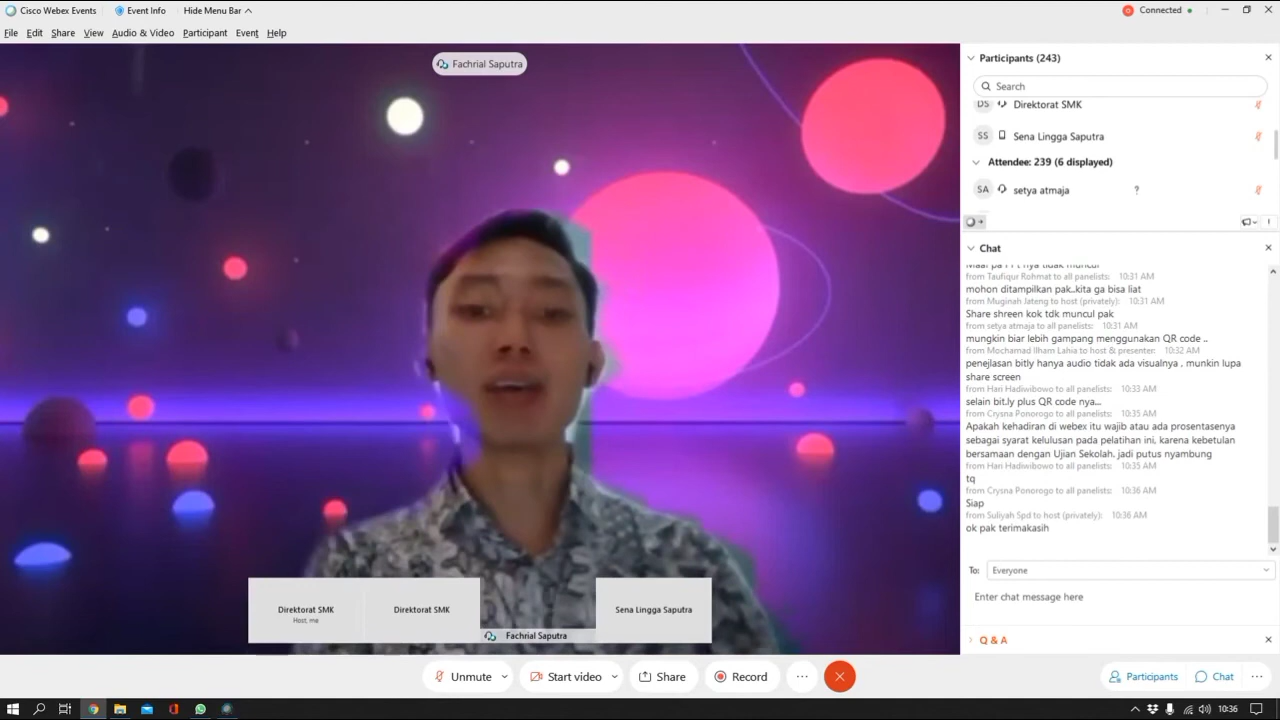 Cisco Webex Events Event Info Hide Menu Bar Connected
File Edit Share View Audio & Video Participant Event Help
Fachrial Saputra
Direktorat SMK
Host, me
Direktorat SMK
Fachrial Saputra
Sena Lingga Saputra
Participants (243)
Search
DS Direktorat SMK
SS Sena Lingga Saputra
Attendee: 239 (6 displayed)
SA setya atmaja ?
Chat
from Taufiqur Rohmat to all panelists: 10:31 AM
mohon ditampilkan pak..kita ga bisa liat
from Muginah Jateng to host (privately): 10:31 AM
Share shreen kok tdk muncul pak
from setya atmaja to all panelists: 10:31 AM
mungkin biar lebih gampang menggunakan QR code ..
from Mochamad Ilham Lahia to host & presenter: 10:32 AM
penejlasan bitly hanya audio tidak ada visualnya , munkin lupa
share screen
from Hari Hadiwibowo to all panelists: 10:33 AM
selain bit.ly plus QR code nya...
from Crysna Ponorogo to all panelists: 10:35 AM
Apakah kehadiran di webex itu wajib atau ada prosentasenya
sebagai syarat kelulusan pada pelatihan ini, karena kebetulan
bersamaan dengan Ujian Sekolah. jadi putus nyambung
from Hari Hadiwibowo to all panelists: 10:35 AM
tq
from Crysna Ponorogo to all panelists: 10:36 AM
Siap
from Suliyah Spd to host (privately): 10:36 AM
ok pak terimakasih
To: Everyone
Enter chat message here
Q & A
Unmute Start video Share Record Participants Chat
10:36